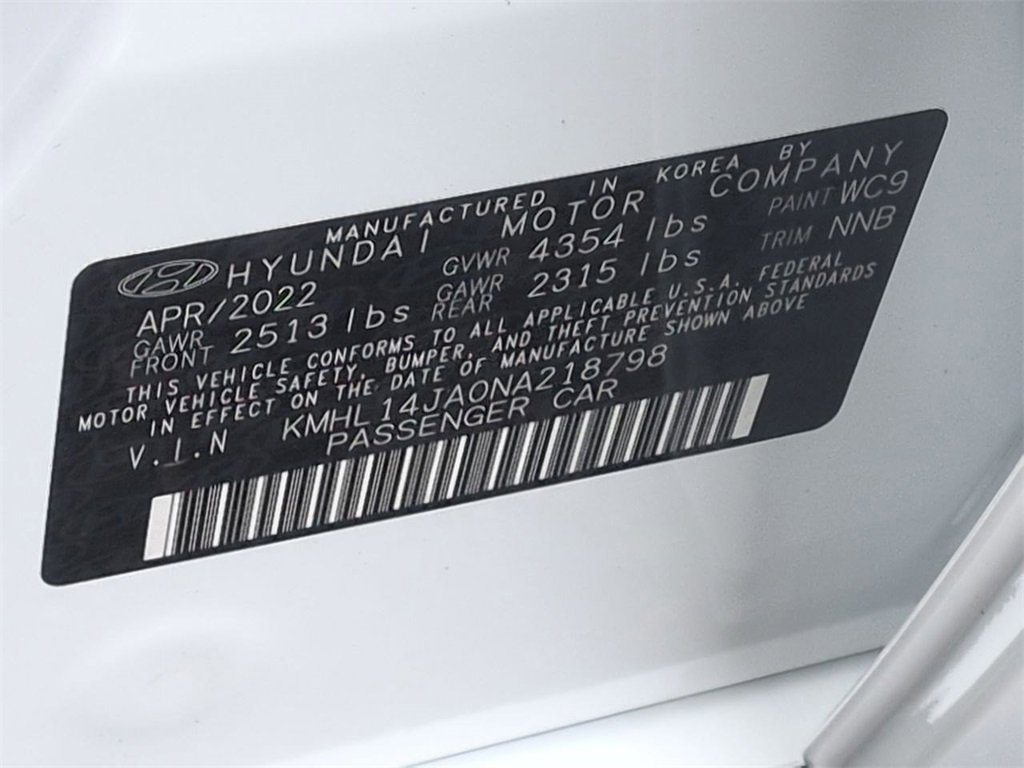 MANUFACTURED IN KOREA BY
HYUNDAI MOTOR COMPANY
APR/2022 GVWR 4354 lbs PAINT WC9
GAWR FRONT 2513 lbs GAWR REAR 2315 lbs TRIM NNB
THIS VEHICLE CONFORMS TO ALL APPLICABLE U.S.A. FEDERAL
MOTOR VEHICLE SAFETY, BUMPER, AND THEFT PREVENTION STANDARDS
IN EFFECT ON THE DATE OF MANUFACTURE SHOWN ABOVE
V.I.N KMHL14JA0NA218798
PASSENGER CAR